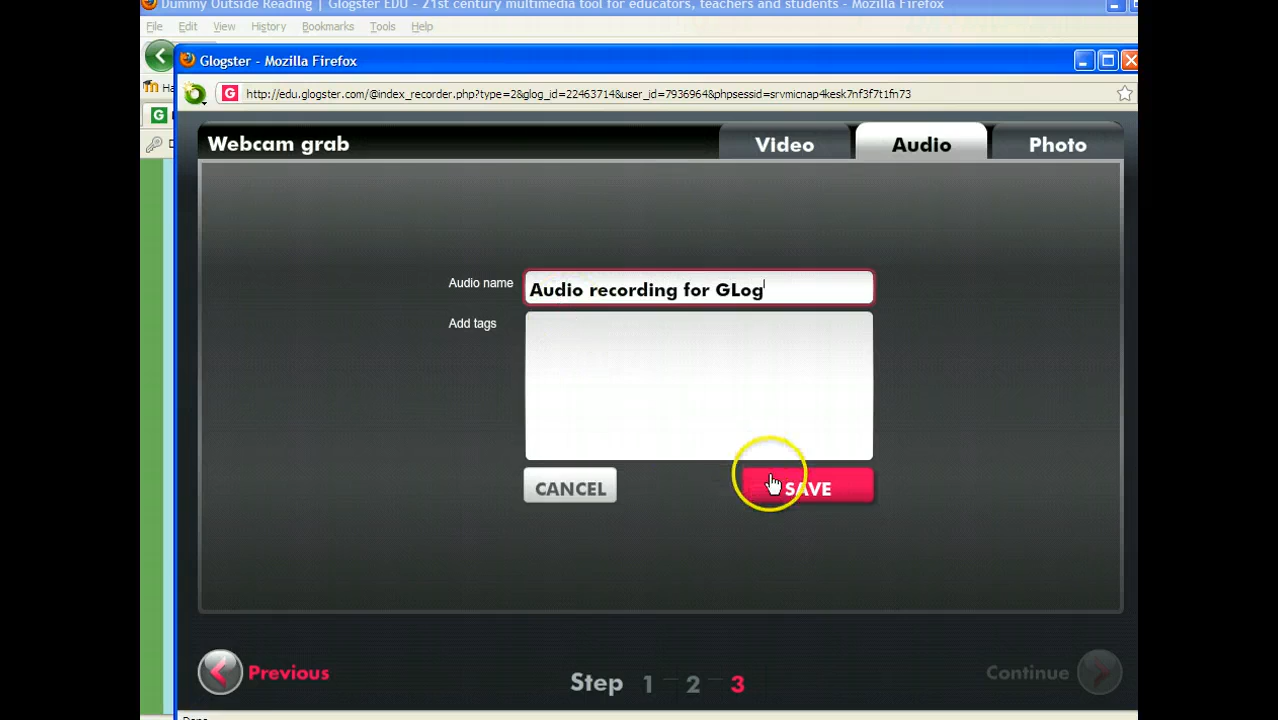 Dummy Outside Reading | Glogster EDU - 21st century multimedia tool for educators, teachers and students - Mozilla Firefox
File Edit View History Bookmarks Tools Help
Glogster - Mozilla Firefox
http://edu.glogster.com/@index_recorder.php?type=2&glog_id=22463714&user_id=7936964&phpsessid=srvmicnap4kesk7nf3f7t1fn73
Webcam grab
Video
Audio
Photo
Audio name
Audio recording for GLog
Add tags
CANCEL
SAVE
Previous
Step 1 - 2 - 3
Continue